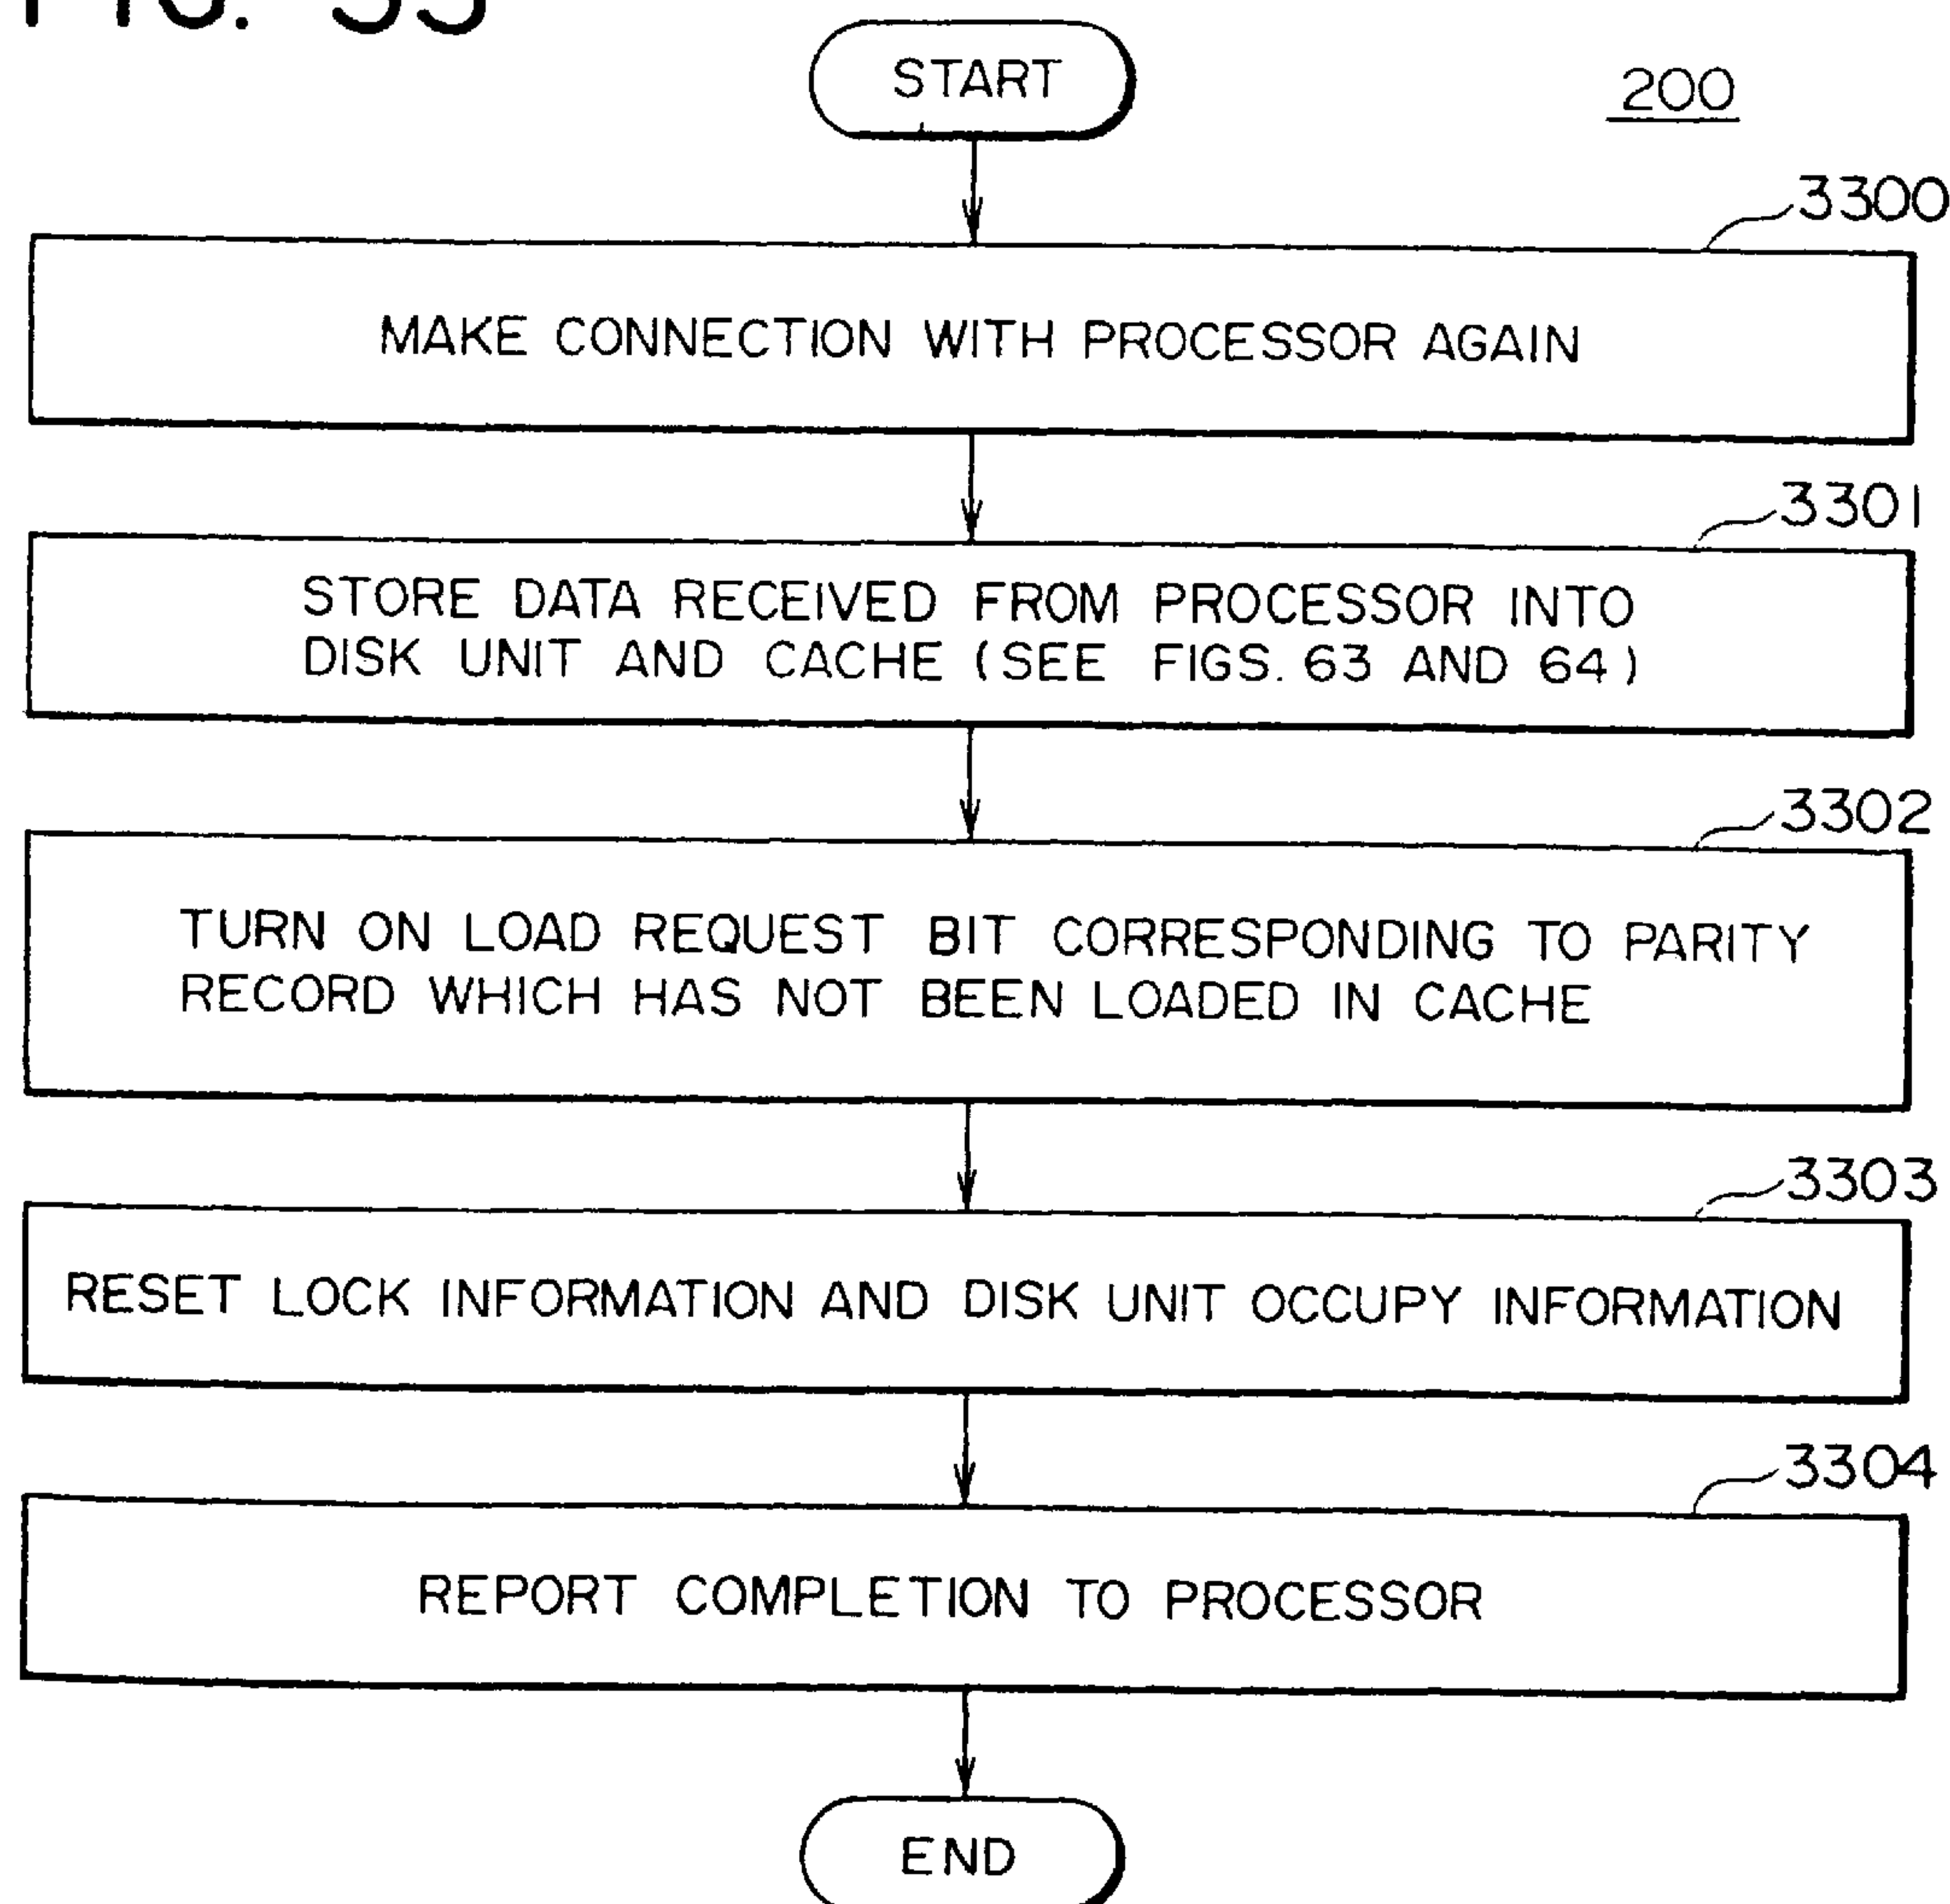 FIG.
START
200
3300
MAKE CONNECTION WITH PROCESSOR AGAIN
3301
STORE DATA RECEIVED FROM PROCESSOR INTO
DISK UNIT AND CACHE (SEE FIGS. 63 AND 64)
3302
TURN ON LOAD REQUEST BIT CORRESPONDING TO PARITY
RECORD WHICH HAS NOT BEEN LOADED IN CACHE
3303
RESET LOCK INFORMATION AND DISK UNIT OCCUPY INFORMATION
3304
REPORT COMPLETION TO PROCESSOR
END